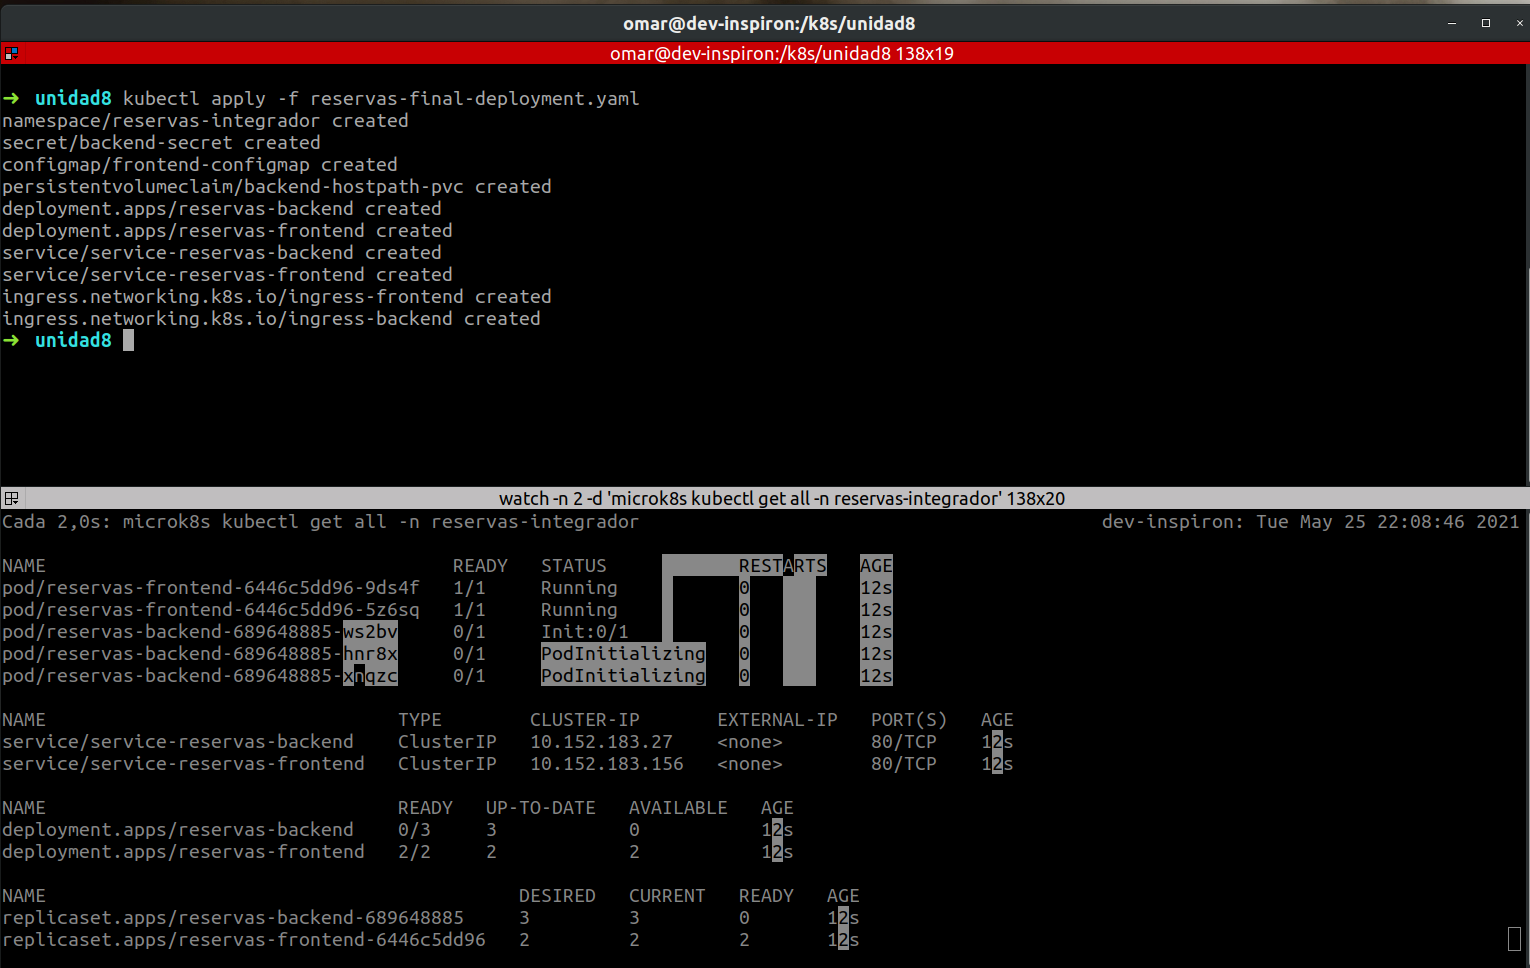 omar@dev-inspiron:/k8s/unidad8
omar@dev-inspiron:/k8s/unidad8 138x19
➜ unidad8 kubectl apply -f reservas-final-deployment.yaml
namespace/reservas-integrador created
secret/backend-secret created
configmap/frontend-configmap created
persistentvolumeclaim/backend-hostpath-pvc created
deployment.apps/reservas-backend created
deployment.apps/reservas-frontend created
service/service-reservas-backend created
service/service-reservas-frontend created
ingress.networking.k8s.io/ingress-frontend created
ingress.networking.k8s.io/ingress-backend created
➜ unidad8
watch -n 2 -d 'microk8s kubectl get all -n reservas-integrador' 138x20
Cada 2,0s: microk8s kubectl get all -n reservas-integrador dev-inspiron: Tue May 25 22:08:46 2021
NAME READY STATUS RESTARTS AGE
pod/reservas-frontend-6446c5dd96-9ds4f 1/1 Running 0 12s
pod/reservas-frontend-6446c5dd96-5z6sq 1/1 Running 0 12s
pod/reservas-backend-689648885-ws2bv 0/1 Init:0/1 0 12s
pod/reservas-backend-689648885-hnr8x 0/1 PodInitializing 0 12s
pod/reservas-backend-689648885-xnqzc 0/1 PodInitializing 0 12s
NAME TYPE CLUSTER-IP EXTERNAL-IP PORT(S) AGE
service/service-reservas-backend ClusterIP 10.152.183.27 <none> 80/TCP 12s
service/service-reservas-frontend ClusterIP 10.152.183.156 <none> 80/TCP 12s
NAME READY UP-TO-DATE AVAILABLE AGE
deployment.apps/reservas-backend 0/3 3 0 12s
deployment.apps/reservas-frontend 2/2 2 2 12s
NAME DESIRED CURRENT READY AGE
replicaset.apps/reservas-backend-689648885 3 3 0 12s
replicaset.apps/reservas-frontend-6446c5dd96 2 2 2 12s